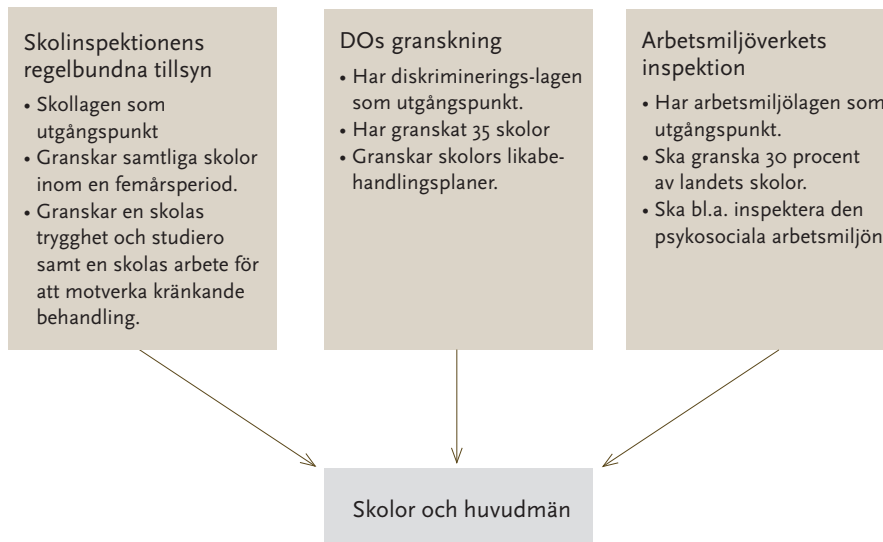 Skolinspektionens
regelbundna tillsyn
• Skollagen som
utgångspunkt
• Granskar samtliga skolor
inom en femårsperiod.
• Granskar en skolas
trygghet och studiero
samt en skolas arbete för
att motverka kränkande
behandling.
DOs granskning
• Har diskriminerings-lagen
som utgångspunkt.
• Har granskat 35 skolor
• Granskar skolors likabe-
handlingsplaner.
Arbetsmiljöverkets
inspektion
• Har arbetsmiljölagen som
utgångspunkt.
• Ska granska 30 procent
av landets skolor.
• Ska bl.a. inspektera den
psykosociala arbetsmiljön
Skolor och huvudmän